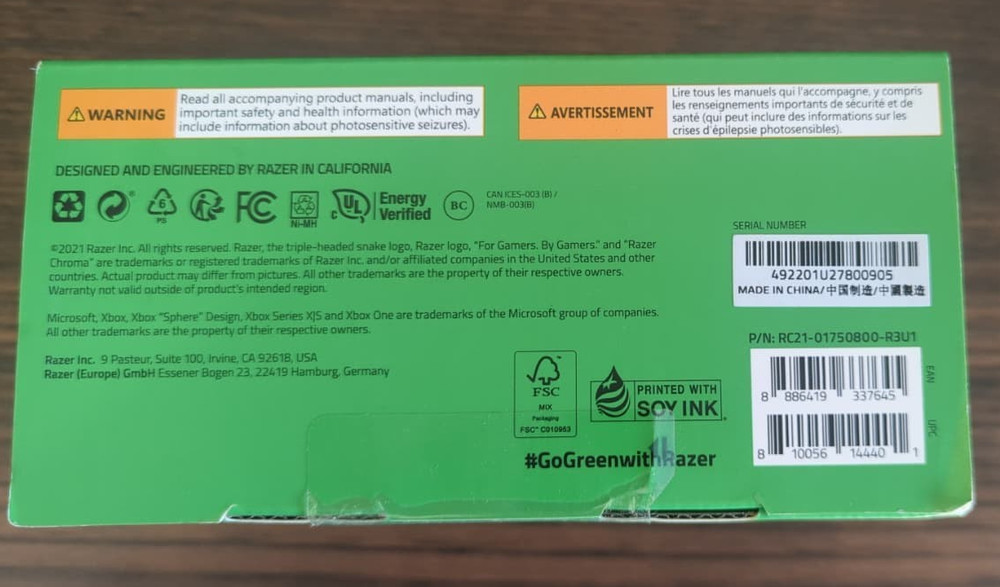 WARNING
Read all accompanying product manuals, including
important safety and health information (which may
include information about photosensitive seizures).
AVERTISSEMENT
Lire tous les manuels qui l'accompagne, y compris
les renseignements importants de sécurité et de
santé (qui peut inclure des informations sur les
crises d'épilepsie photosensibles).
DESIGNED AND ENGINEERED BY RAZER IN CALIFORNIA
6
PS
FC
Ni-MH
c UL
Energy
Verified
BC
CAN ICES-003 (B) /
NMB-003(B)
©2021 Razer Inc. All rights reserved. Razer, the triple-headed snake logo, Razer logo, "For Gamers. By Gamers." and "Razer
Chroma" are trademarks or registered trademarks of Razer Inc. and/or affiliated companies in the United States and other
countries. Actual product may differ from pictures. All other trademarks are the property of their respective owners.
Warranty not valid outside of product's intended region.
Microsoft, Xbox, Xbox "Sphere" Design, Xbox Series X|S and Xbox One are trademarks of the Microsoft group of companies.
All other trademarks are the property of their respective owners.
Razer Inc. 9 Pasteur, Suite 100, Irvine, CA 92618, USA
Razer (Europe) GmbH Essener Bogen 23, 22419 Hamburg, Germany
FSC
MIX
Packaging
FSC™ C010983
PRINTED WITH
SOY INK
#GoGreenwithRazer
SERIAL NUMBER
492201U27800905
MADE IN CHINA/中国制造/中國製造
P/N: RC21-01750800-R3U1
8 886419 337645
EAN
8 10056 14440 1
UPC